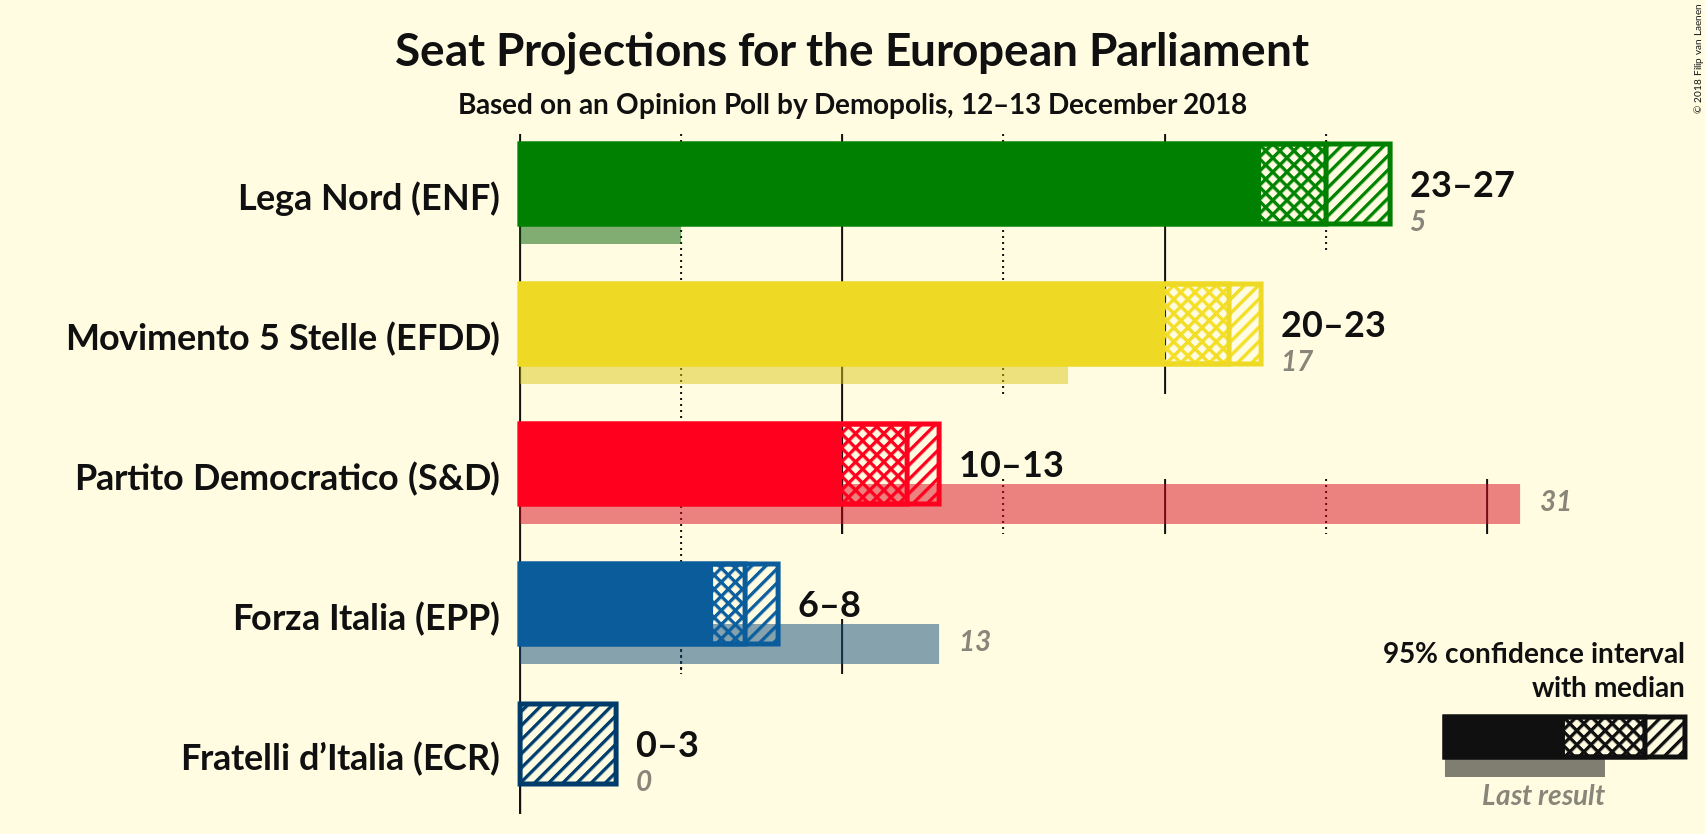 Seat Projections for the European Parliament
Based on an Opinion Poll by Demopolis, 12–13 December 2018
© 2018 Filip van Laenen
Lega Nord (ENF)
23–27
5
Movimento 5 Stelle (EFDD)
20–23
17
Partito Democratico (S&D)
10–13
31
Forza Italia (EPP)
6–8
13
Fratelli d’Italia (ECR)
0–3
0
95% confidence interval
with median
Last result